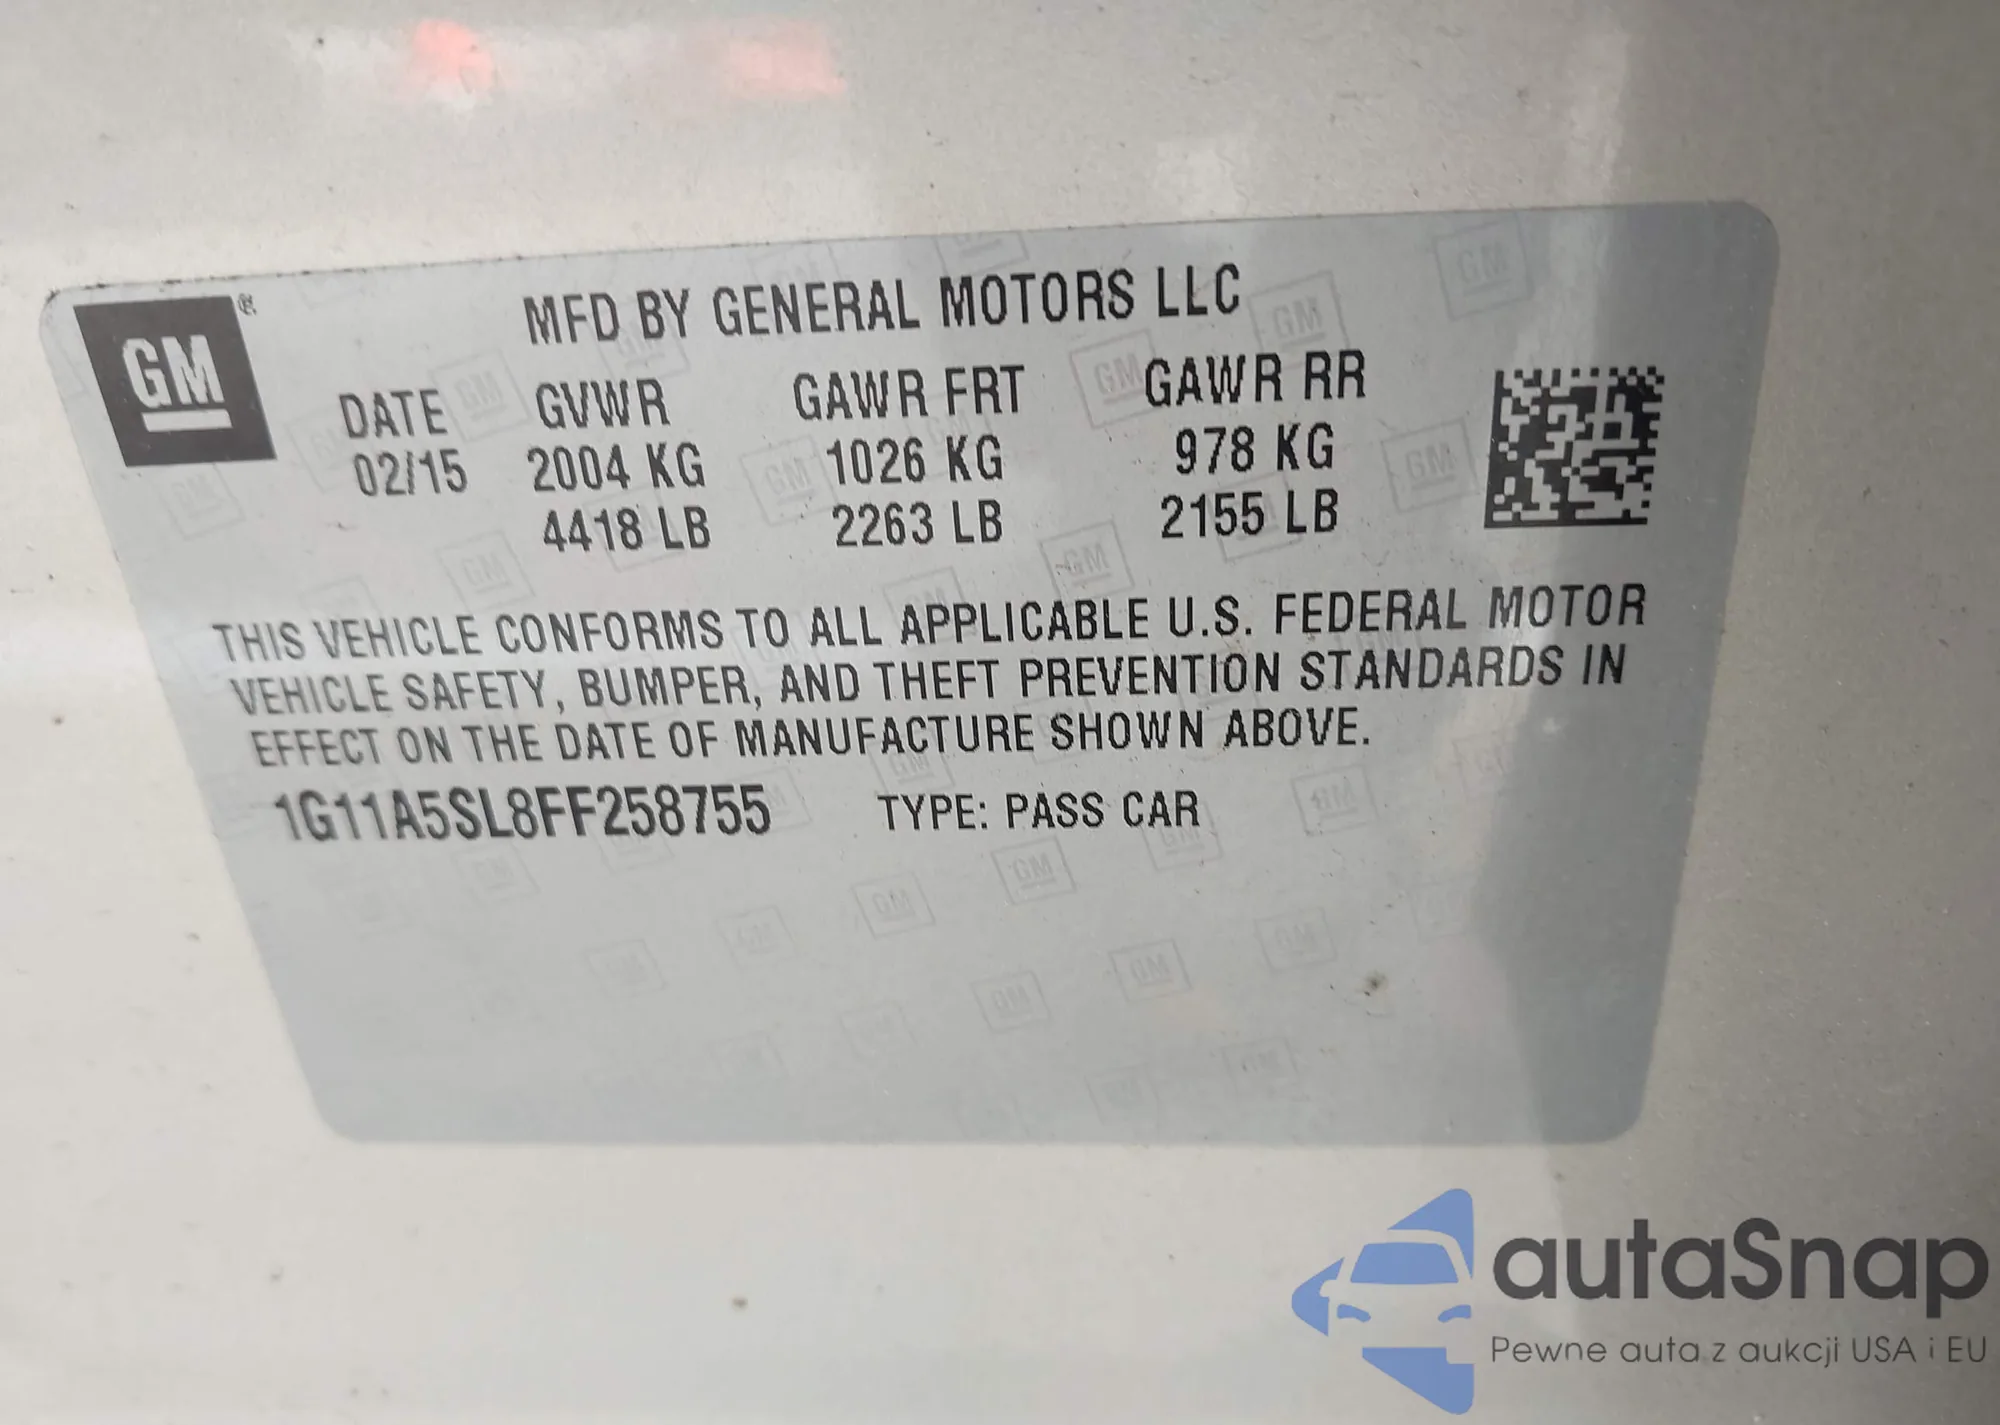 GM ®
MFD BY GENERAL MOTORS LLC
DATE GVWR GAWR FRT GAWR RR
02/15 2004 KG 1026 KG 978 KG
4418 LB 2263 LB 2155 LB
THIS VEHICLE CONFORMS TO ALL APPLICABLE U.S. FEDERAL MOTOR
VEHICLE SAFETY, BUMPER, AND THEFT PREVENTION STANDARDS IN
EFFECT ON THE DATE OF MANUFACTURE SHOWN ABOVE.
1G11A5SL8FF258755 TYPE: PASS CAR
autaSnap
Pewne auta z aukcji USA i EU